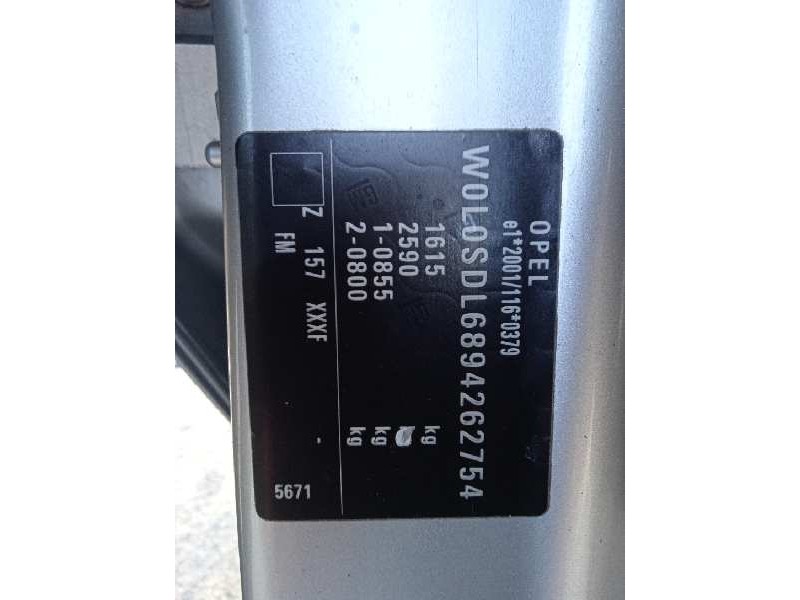 OPEL
e1*2001/116*0379
W0L0SDL6894262754
1615 kg
2590
1-0855 kg
2-0800 kg
Z 157 XXXF -
FM 5671